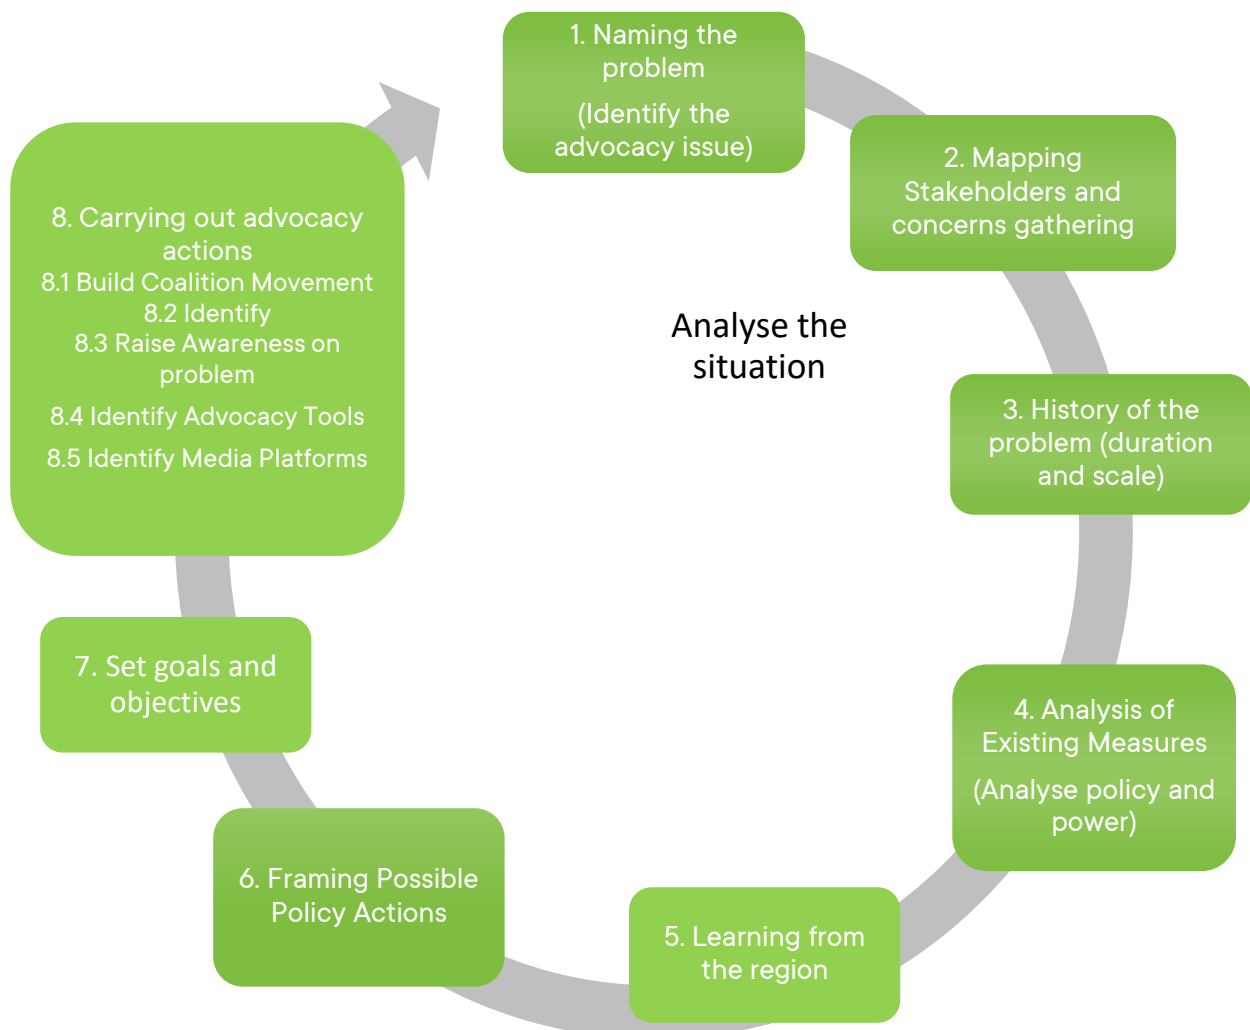 1. Naming the
problem
(Identify the
advocacy issue)
2. Mapping
Stakeholders and
concerns gathering
Analyse the
situation
3. History of the
problem (duration
and scale)
4. Analysis of
Existing Measures
(Analyse policy and
power)
5. Learning from
the region
6. Framing Possible
Policy Actions
7. Set goals and
objectives
8. Carrying out advocacy
actions
8.1 Build Coalition Movement
8.2 Identify
8.3 Raise Awareness on
problem
8.4 Identify Advocacy Tools
8.5 Identify Media Platforms